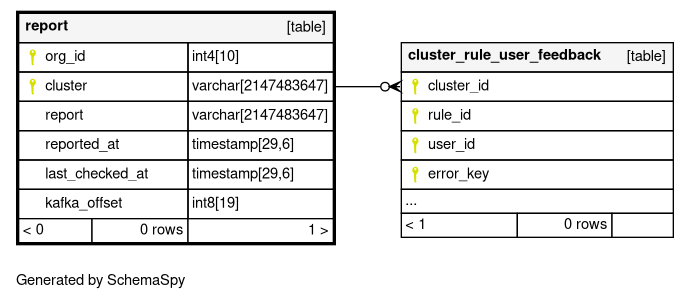 report [table]
org_id int4[10]
cluster varchar[2147483647]
report varchar[2147483647]
reported_at timestamp[29,6]
last_checked_at timestamp[29,6]
kafka_offset int8[19]
< 0 0 rows 1 >
cluster_rule_user_feedback [table]
cluster_id
rule_id
user_id
error_key
...
< 1 0 rows
Generated by SchemaSpy